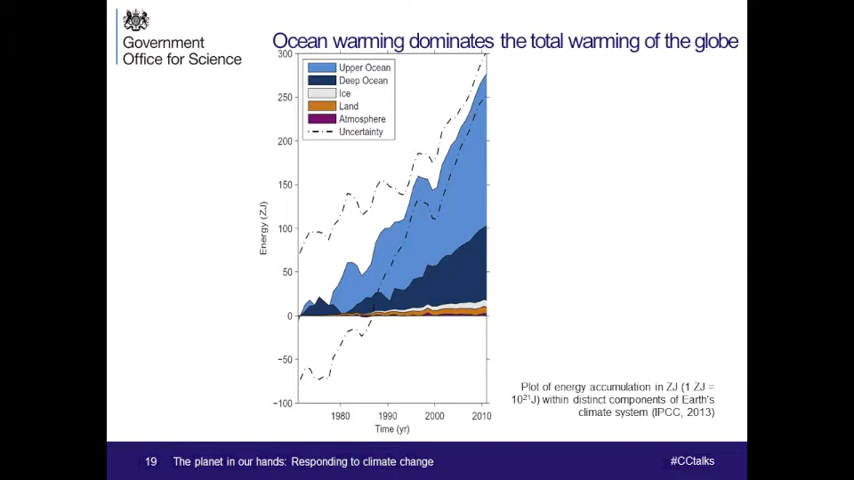 Government
Office for Science
Ocean warming dominates the total warming of the globe
300
250
200
150
100
50
0
−50
−100
Energy (ZJ)
Upper Ocean
Deep Ocean
Ice
Land
Atmosphere
Uncertainty
1980 1990 2000 2010
Time (yr)
Plot of energy accumulation in ZJ (1 ZJ =
10²¹J) within distinct components of Earth's
climate system (IPCC, 2013)
19 The planet in our hands: Responding to climate change #CCtalks